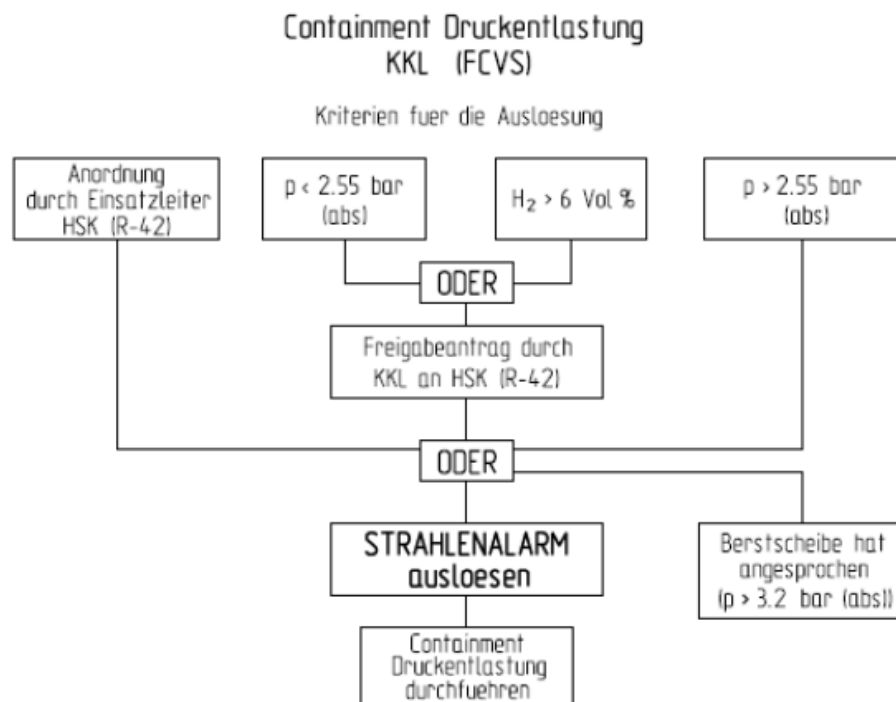 Containment Druckentlastung
KKL (FCVS)
Kriterien fuer die Ausloesung
Anordnung
durch Einsatzleiter
HSK (R-42)
p < 2.55 bar
(abs)
H₂ > 6 Vol %
p > 2.55 bar
(abs)
ODER
Freigabeantrag durch
KKL an HSK (R-42)
ODER
STRAHLENALARM
ausloesen
Berstscheibe hat
angesprochen
(p > 3.2 bar (abs))
Containment
Druckentlastung
durchfuehren